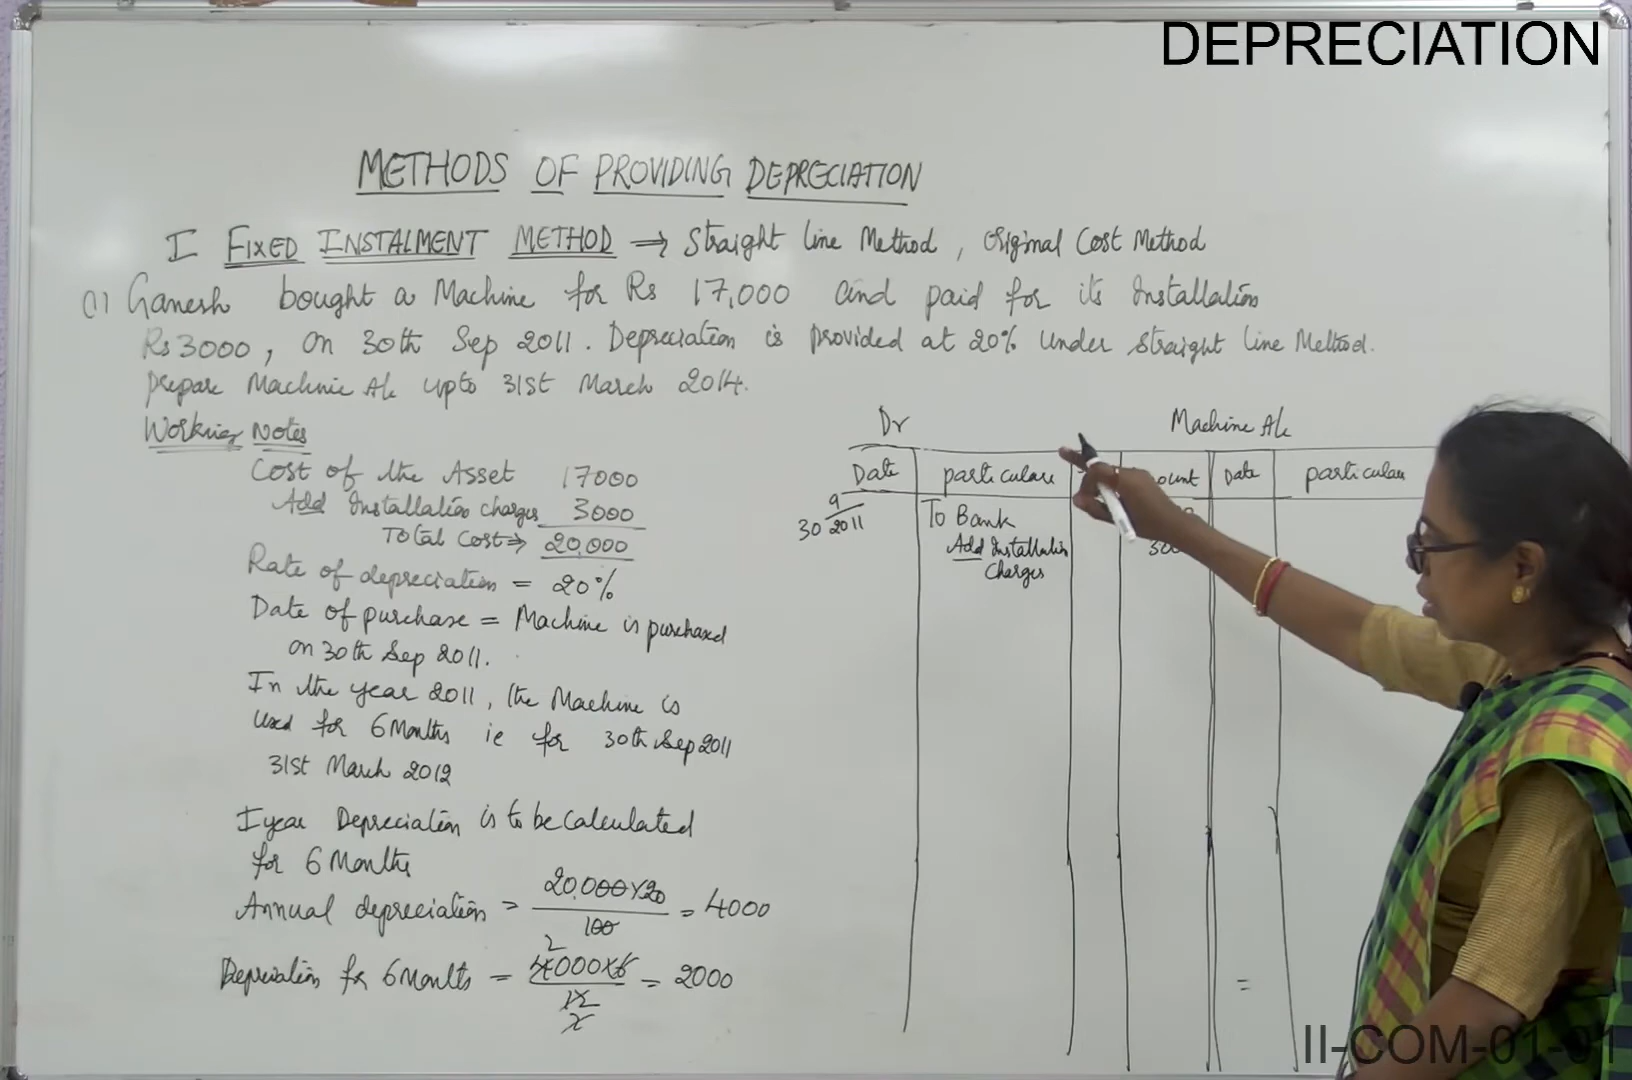 DEPRECIATION
METHODS OF PROVIDING DEPRECIATION
I FIXED INSTALMENT METHOD ⇒ Straight Line Method, Original Cost Method
(1) Ganesh bought a Machine for Rs 17,000 and paid for its Installation
Rs 3000, on 30th Sep 2011. Depreciation is provided at 20% under Straight Line Method.
prepare Machine A/c upto 31st March 2014.
Working Notes
Cost of the Asset 17000
Add Installation charges 3000
Total Cost ⇒ 20,000
Rate of depreciation = 20%
Date of purchase = Machine is purchased
on 30th Sep 2011.
In the year 2011, the Machine is
used for 6 Months ie for 30th Sep 2011
31st March 2012
I year Depreciation is to be calculated
for 6 Months
Annual depreciation = 20,000 x 20 / 100 = 4000
Depreciation for 6 Months = 4000 x 6 / 12 = 2000
2
Dr Machine A/c
Date particulars Date particulars
30 9/2011 To Bank
Add Installation
charges
=
II-COM-01-01